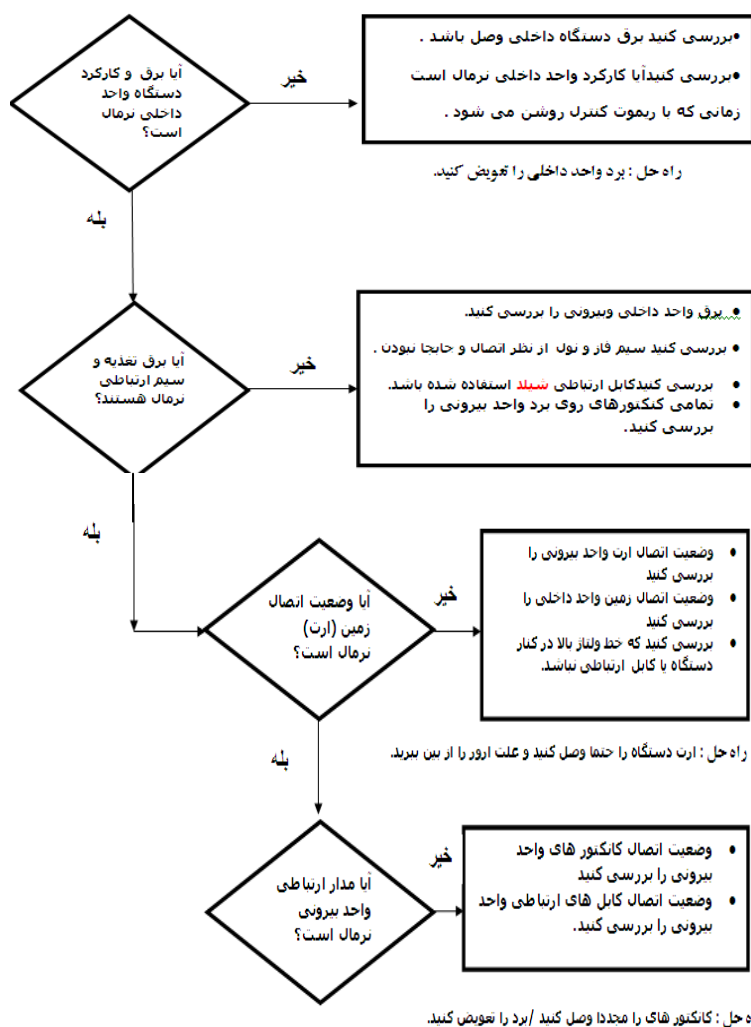 آیا برق و کارکرد
دستگاه واحد
داخلی نرمال
است؟
خیر
•بررسی کنید برق دستگاه داخلی وصل باشد .
•بررسی کنیدآیا کارکرد واحد داخلی نرمال است
زمانی که با ریموت کنترل روشن می شود .
راه حل : برد واحد داخلی را تعویض کنید.
بله
آیا برق تغذیه و
سیم ارتباطی
نرمال هستند؟
خیر
• برق واحد داخلی وبیرونی را بررسی کنید.
• بررسی کنید سیم فاز و نول از نظر اتصال و جابجا نبودن .
• بررسی کنیدکابل ارتباطی شیلد استفاده شده باشد.
• تمامی کنکتورهای روی برد واحد بیرونی را
بررسی کنید.
بله
آیا وضعیت اتصال
زمین (ارت)
نرمال است؟
خیر
• وضعیت اتصال ارت واحد بیرونی را
بررسی کنید
• وضعیت اتصال زمین واحد داخلی را
بررسی کنید
• بررسی کنید که خط ولتاژ بالا در کنار
دستگاه یا کابل ارتباطی نباشد.
راه حل : ارت دستگاه را حتما وصل کنید و علت ارور را از بین ببرید.
بله
آیا مدار ارتباطی
واحد بیرونی
نرمال است؟
خیر
• وضعیت اتصال کانکتور های واحد
بیرونی را بررسی کنید
• وضعیت اتصال کابل های ارتباطی واحد
بیرونی را بررسی کنید.
ه حل : کانکتور های را مجددا وصل کنید /برد را تعویض کنید.